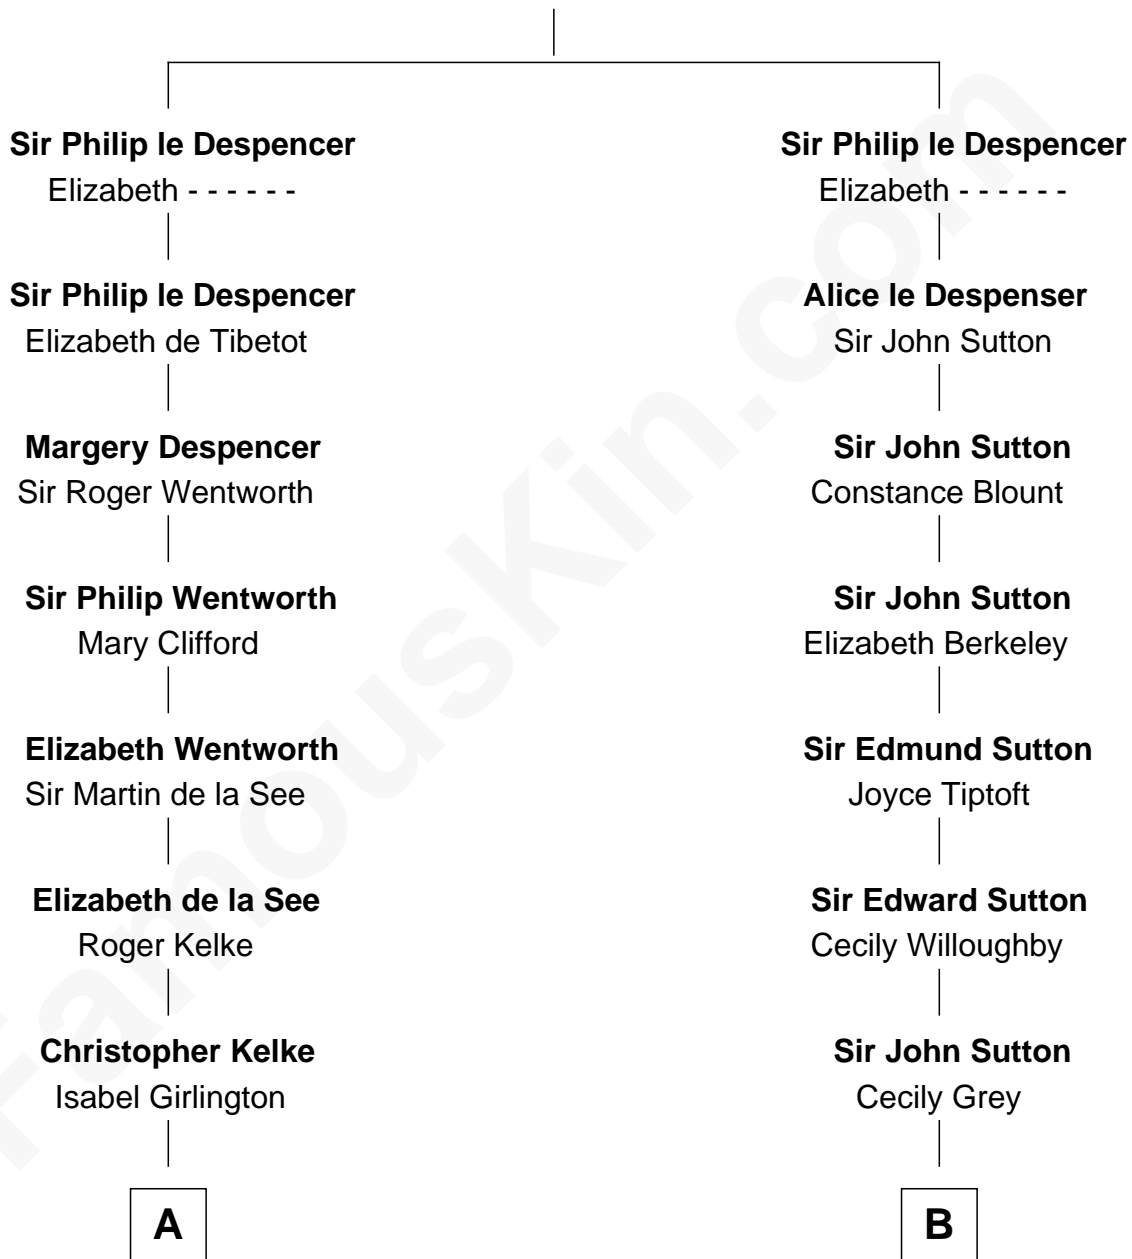 Sir Philip le Despencer
Elizabeth - - - - - -
Sir Philip le Despencer
Elizabeth de Tibetot
Margery Despencer
Sir Roger Wentworth
Sir Philip Wentworth
Mary Clifford
Elizabeth Wentworth
Sir Martin de la See
Elizabeth de la See
Roger Kelke
Christopher Kelke
Isabel Girlington
A
Sir Philip le Despencer
Elizabeth - - - - - -
Alice le Despenser
Sir John Sutton
Sir John Sutton
Constance Blount
Sir John Sutton
Elizabeth Berkeley
Sir Edmund Sutton
Joyce Tiptoft
Sir Edward Sutton
Cecily Willoughby
Sir John Sutton
Cecily Grey
B
FamousKin.com